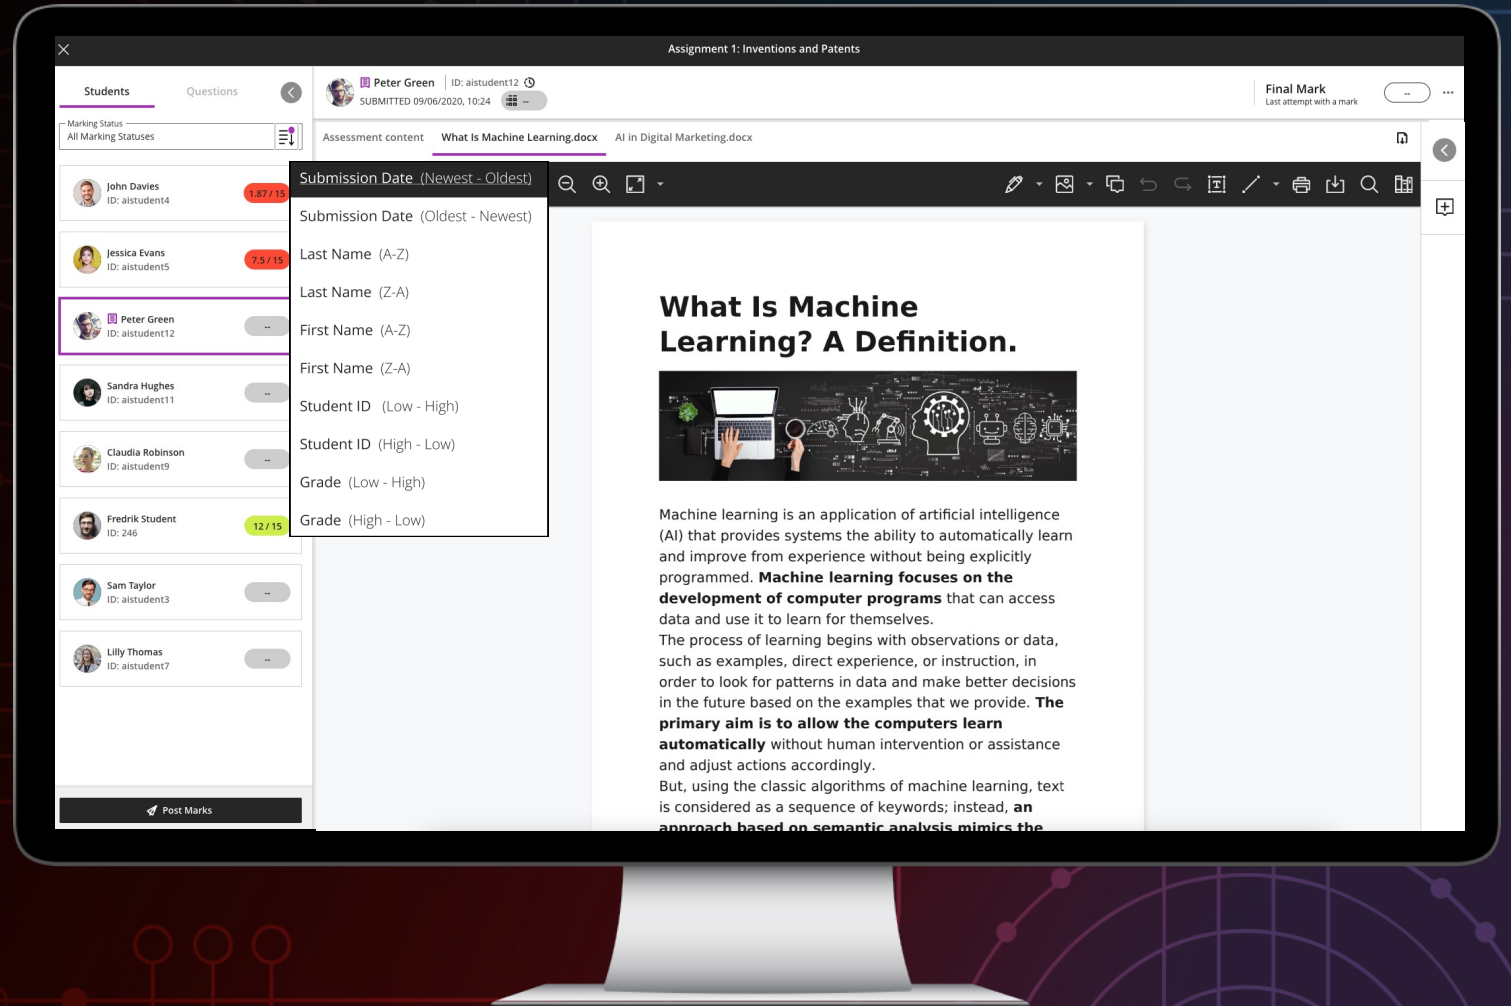 Assignment 1: Inventions and Patents
Students
Questions
Marking Status
All Marking Statuses
John Davies
ID: aistudent4
1.87 / 15
Jessica Evans
ID: aistudent5
7.5 / 15
Peter Green
ID: aistudent12
--
Sandra Hughes
ID: aistudent11
--
Claudia Robinson
ID: aistudent9
--
Fredrik Student
ID: 246
12 / 15
Sam Taylor
ID: aistudent3
--
Lilly Thomas
ID: aistudent7
--
Post Marks
Peter Green
ID: aistudent12
SUBMITTED 09/06/2020, 10:24
--
Final Mark
Last attempt with a mark
--
Assessment content
What Is Machine Learning.docx
AI in Digital Marketing.docx
Submission Date (Newest - Oldest)
Submission Date (Oldest - Newest)
Last Name (A-Z)
Last Name (Z-A)
First Name (A-Z)
First Name (Z-A)
Student ID (Low - High)
Student ID (High - Low)
Grade (Low - High)
Grade (High - Low)
What Is Machine
Learning? A Definition.
Machine learning is an application of artificial intelligence
(AI) that provides systems the ability to automatically learn
and improve from experience without being explicitly
programmed. Machine learning focuses on the
development of computer programs that can access
data and use it to learn for themselves.
The process of learning begins with observations or data,
such as examples, direct experience, or instruction, in
order to look for patterns in data and make better decisions
in the future based on the examples that we provide. The
primary aim is to allow the computers learn
automatically without human intervention or assistance
and adjust actions accordingly.
But, using the classic algorithms of machine learning, text
is considered as a sequence of keywords; instead, an
approach based on semantic analysis mimics the